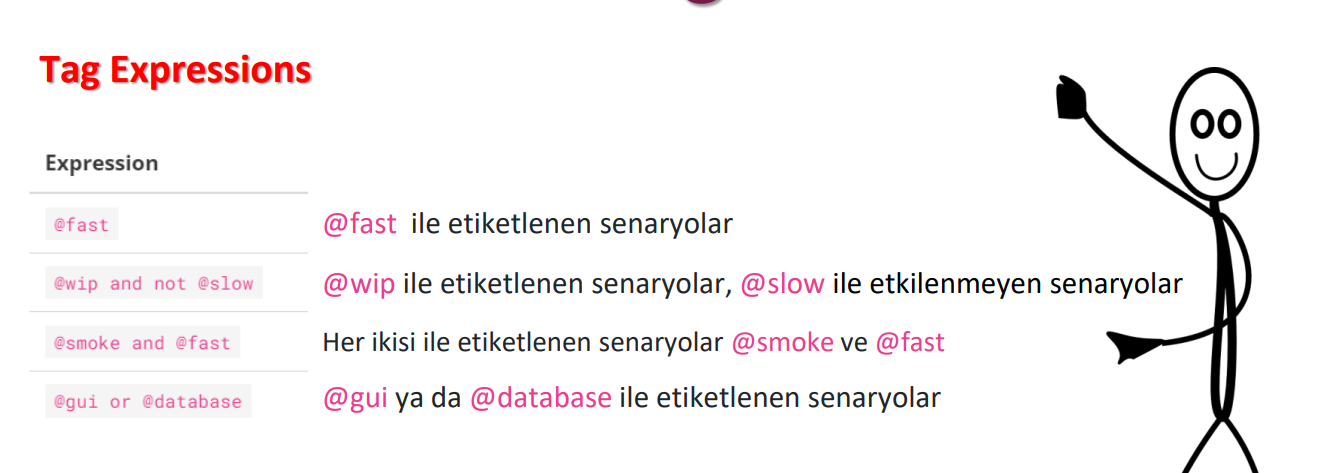 Tag Expressions
Expression
@fast @fast ile etiketlenen senaryolar
@wip and not @slow @wip ile etiketlenen senaryolar, @slow ile etkilenmeyen senaryolar
@smoke and @fast Her ikisi ile etiketlenen senaryolar @smoke ve @fast
@gui or @database @gui ya da @database ile etiketlenen senaryolar